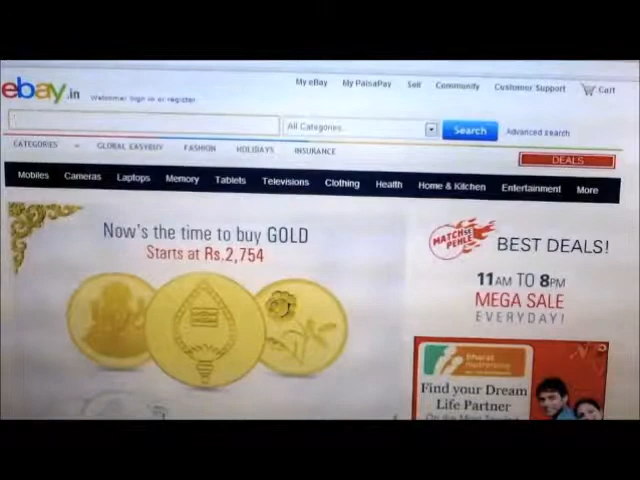 ebay.in
Welcome! Sign in or register.
My eBay
My PaisaPay
Sell
Community
Customer Support
Cart
All Categories
Search
Advanced search
CATEGORIES
GLOBAL EASYBUY
FASHION
HOLIDAYS
INSURANCE
DEALS
Mobiles
Cameras
Laptops
Memory
Tablets
Televisions
Clothing
Health
Home & Kitchen
Entertainment
More
Now's the time to buy GOLD
Starts at Rs.2,754
MATCH SE
PEHLE
BEST DEALS!
11AM TO 8PM
MEGA SALE
EVERYDAY!
Bharat
Matrimony
Find your Dream
Life Partner